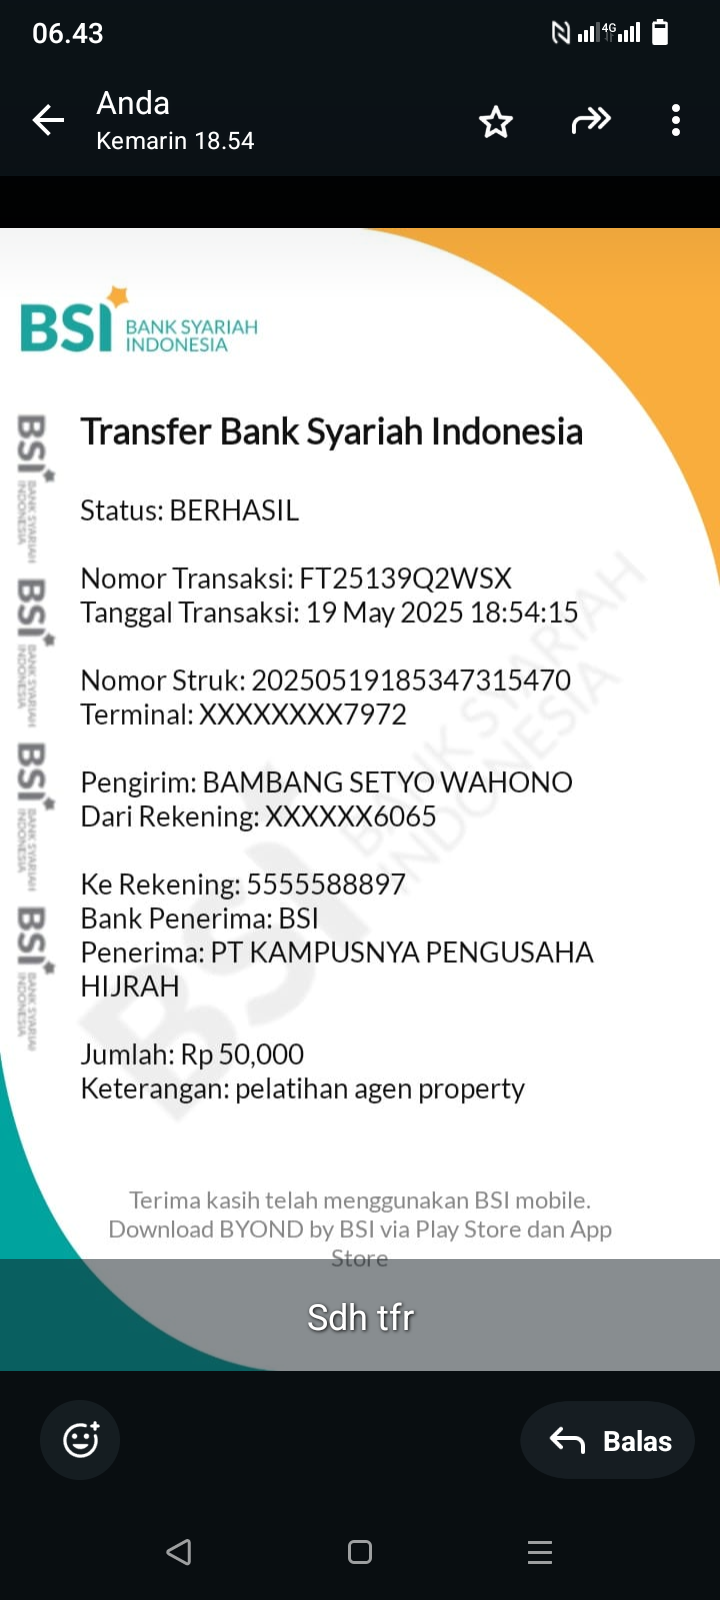 06.43
4G
Anda
Kemarin 18.54
BSI BANK SYARIAH
INDONESIA
BSI BANK SYARIAH INDONESIA
BSI BANK SYARIAH INDONESIA
BSI BANK SYARIAH INDONESIA
BSI BANK SYARIAH INDONESIA
BSI BANK SYARIAH INDONESIA
Transfer Bank Syariah Indonesia
Status: BERHASIL
Nomor Transaksi: FT25139Q2WSX
Tanggal Transaksi: 19 May 2025 18:54:15
Nomor Struk: 20250519185347315470
Terminal: XXXXXXXX7972
Pengirim: BAMBANG SETYO WAHONO
Dari Rekening: XXXXXX6065
Ke Rekening: 5555588897
Bank Penerima: BSI
Penerima: PT KAMPUSNYA PENGUSAHA
HIJRAH
Jumlah: Rp 50,000
Keterangan: pelatihan agen property
Terima kasih telah menggunakan BSI mobile.
Download BYOND by BSI via Play Store dan App
Store
Sdh tfr
Balas